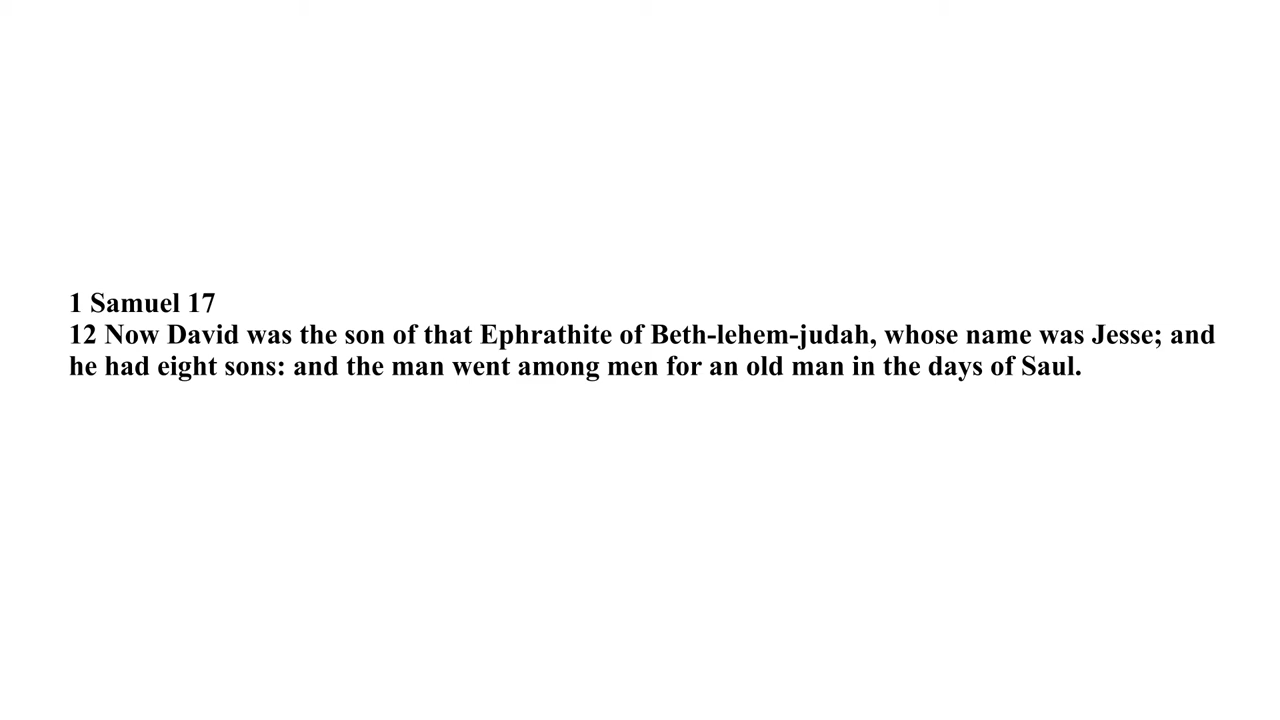 1 Samuel 17
12 Now David was the son of that Ephrathite of Beth-lehem-judah, whose name was Jesse; and
he had eight sons: and the man went among men for an old man in the days of Saul.